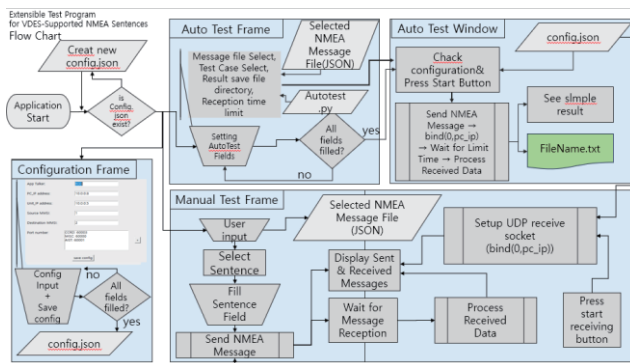 Extensible Test Program
for VDES-Supported NMEA Sentences
Flow Chart
Creat new
config.json
Application
Start
is
Config.
json
exist?
Auto Test Frame
Message file Select,
Test Case Select,
Result save file
directory,
Reception time
limit
Selected
NMEA
Message
File(JSON)
Autotest
.py
Setting
AutoTest
Fields
All
fields
filled?
yes
no
Auto Test Window
config.json
Chack
configuration&
Press Start Button
Send NMEA
Message →
bind(0,pc_ip)
→ Wait for Limit
Time → Process
Received Data
See slmple
result
FileName.txt
Configuration Frame
save config
Config
Input
+
Save
config
no
All
fields
filled?
yes
config.json
Manual Test Frame
User
input
Select
Sentence
Fill
Sentence
Field
Send NMEA
Message
Selected NMEA
Message File
(JSON)
Display Sent
& Received
Messages
Wait for
Message
Reception
Setup UDP receive
socket
(bind(0,pc_ip))
Process
Received
Data
Press
start
receiving
button